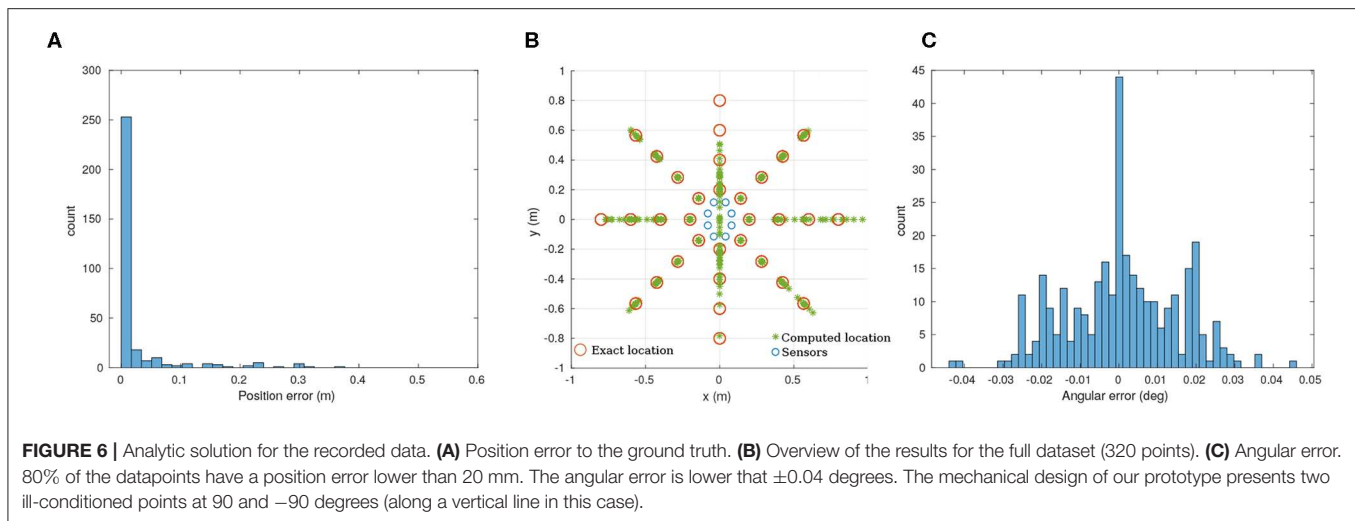 A
300
250
200
150
100
50
0
count
0 0.1 0.2 0.3 0.4 0.5 0.6
Position error (m)
B
1
0.8
0.6
0.4
0.2
0
-0.2
-0.4
-0.6
-0.8
-1
y (m)
Exact location
Computed location
Sensors
-1 -0.5 0 0.5 1
x (m)
C
45
40
35
30
25
20
15
10
5
0
count
-0.04 -0.03 -0.02 -0.01 0 0.01 0.02 0.03 0.04 0.05
Angular error (deg)
FIGURE 6 | Analytic solution for the recorded data. (A) Position error to the ground truth. (B) Overview of the results for the full dataset (320 points). (C) Angular error.
80% of the datapoints have a position error lower than 20 mm. The angular error is lower that ±0.04 degrees. The mechanical design of our prototype presents two
ill-conditioned points at 90 and −90 degrees (along a vertical line in this case).